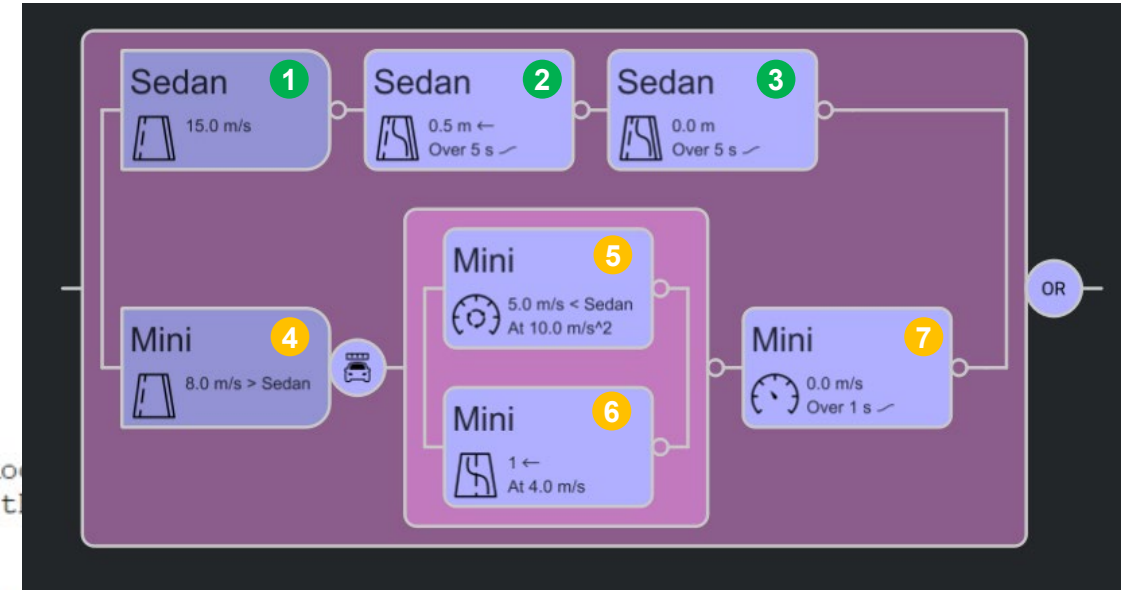 Sedan 1
15.0 m/s
Sedan 2
0.5 m ←
Over 5 s
Sedan 3
0.0 m
Over 5 s
Mini 4
8.0 m/s > Sedan
Mini 5
5.0 m/s < Sedan
At 10.0 m/s^2
Mini 6
1 ←
At 4.0 m/s
Mini 7
0.0 m/s
Over 1 s
OR